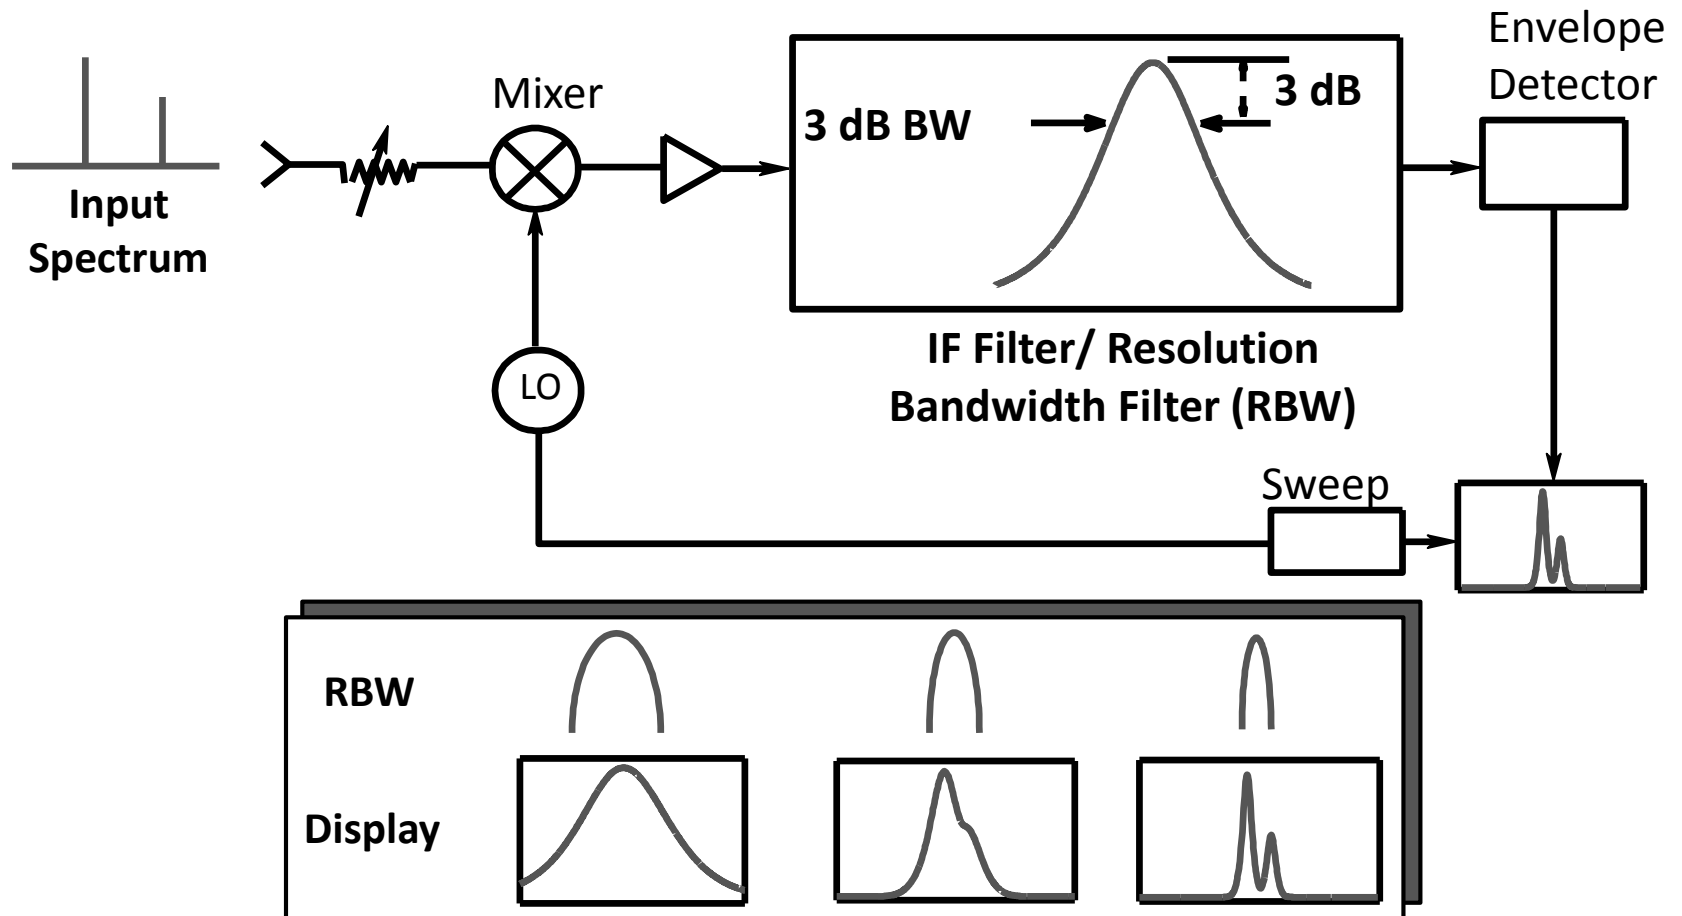 Envelope
Detector
Mixer
3 dB
3 dB BW
Input
Spectrum
IF Filter/ Resolution
Bandwidth Filter (RBW)
LO
Sweep
RBW
Display